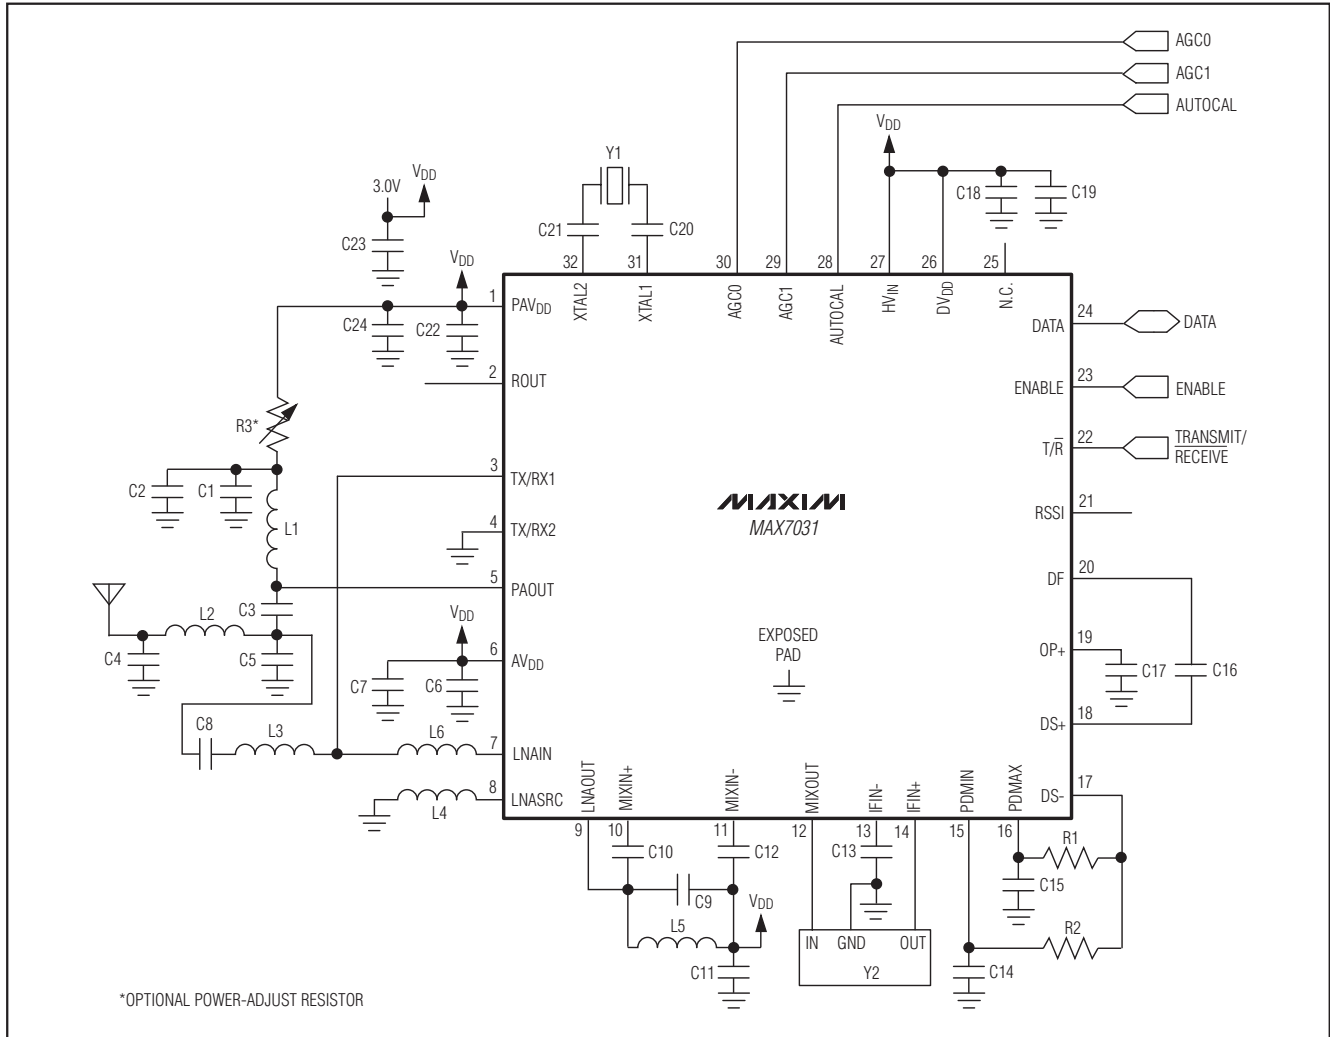 AGC0
AGC1
AUTOCAL
VDD
Y1
3.0V
VDD
C18
C19
C21
C20
C23
VDD
32
31
30
29
28
27
26
25
1
PAVDD
XTAL2
XTAL1
AGC0
AGC1
AUTOCAL
HVIN
DVDD
N.C.
C24
C22
24
DATA
DATA
2
ROUT
23
ENABLE
ENABLE
R3*
22
T/R̅
TRANSMIT/
RECEIVE
3
TX/RX1
C2
C1
MAXIM
MAX7031
21
RSSI
L1
4
TX/RX2
5
PAOUT
20
DF
C3
L2
VDD
EXPOSED
PAD
19
OP+
C4
C5
6
AVDD
C7
C6
C17
C16
18
DS+
C8
L3
L6
7
LNAIN
8
LNASRC
L4
LNAOUT
MIXIN+
MIXIN-
MIXOUT
IFIN-
IFIN+
PDMIN
PDMAX
17
DS-
9
10
11
12
13
14
15
16
C10
C12
C13
R1
C15
C9
VDD
L5
R2
IN
GND
OUT
C11
Y2
C14
*OPTIONAL POWER-ADJUST RESISTOR